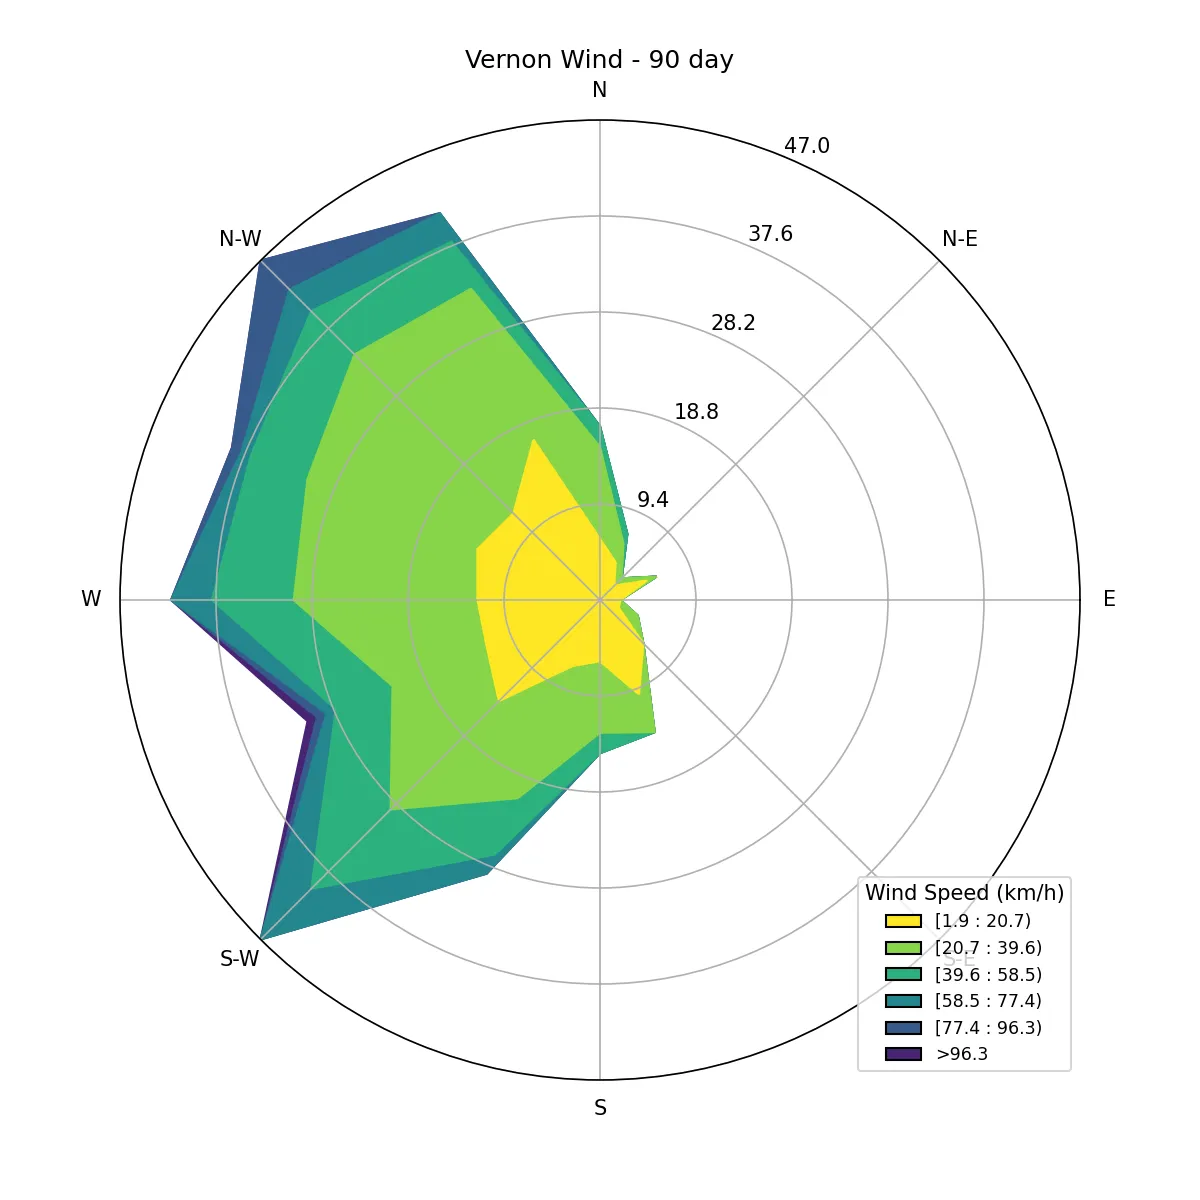 Vernon Wind - 90 day
N
47.0
N-W
37.6
N-E
28.2
18.8
9.4
W
E
S-W
S-E
S
Wind Speed (km/h)
[1.9 : 20.7)
[20.7 : 39.6)
[39.6 : 58.5)
[58.5 : 77.4)
[77.4 : 96.3)
>96.3